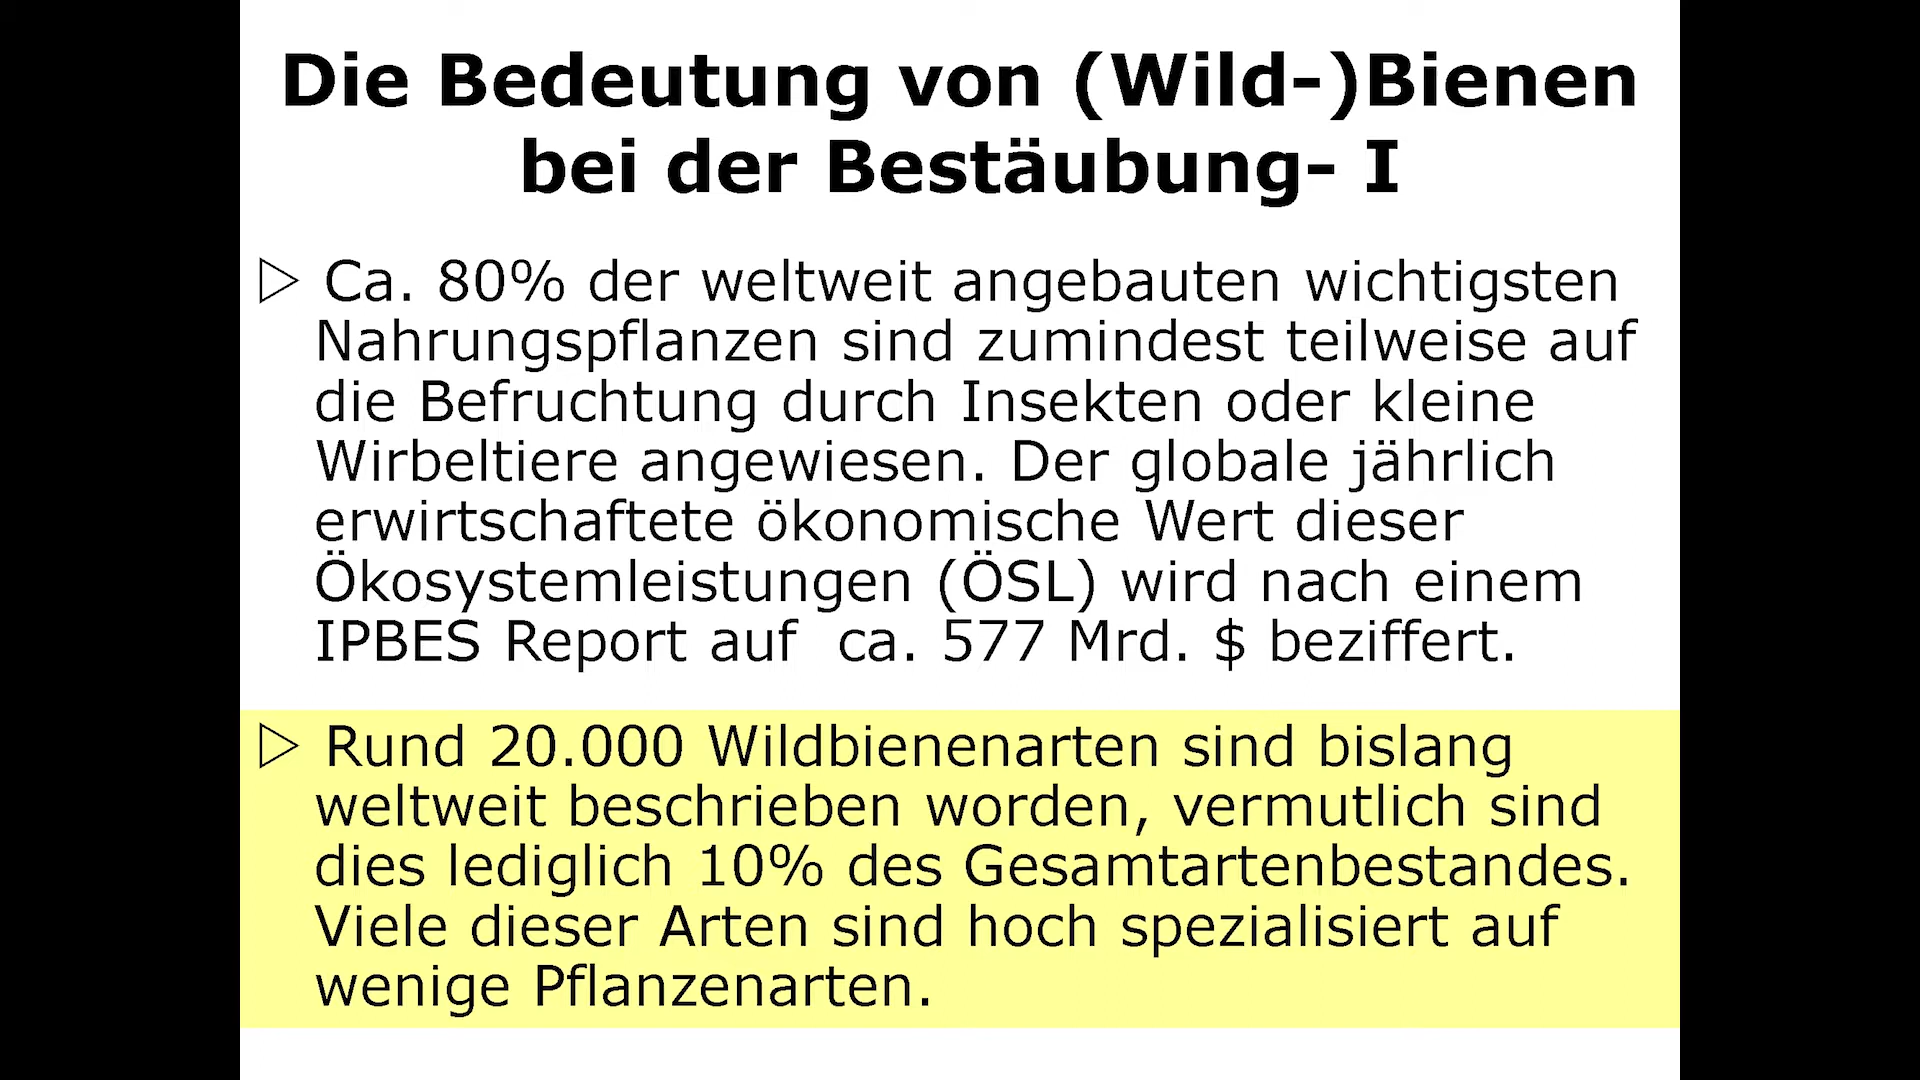 Die Bedeutung von (Wild-)Bienen
bei der Bestäubung- I
▷ Ca. 80% der weltweit angebauten wichtigsten
Nahrungspflanzen sind zumindest teilweise auf
die Befruchtung durch Insekten oder kleine
Wirbeltiere angewiesen. Der globale jährlich
erwirtschaftete ökonomische Wert dieser
Ökosystemleistungen (ÖSL) wird nach einem
IPBES Report auf  ca. 577 Mrd. $ beziffert.
▷ Rund 20.000 Wildbienenarten sind bislang
weltweit beschrieben worden, vermutlich sind
dies lediglich 10% des Gesamtartenbestandes.
Viele dieser Arten sind hoch spezialisiert auf
wenige Pflanzenarten.